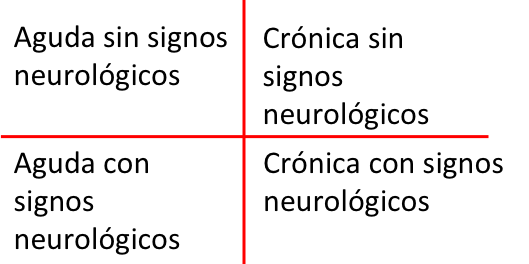 Aguda sin signos
neurológicos
Crónica sin
signos
neurológicos
Aguda con
signos
neurológicos
Crónica con signos
neurológicos